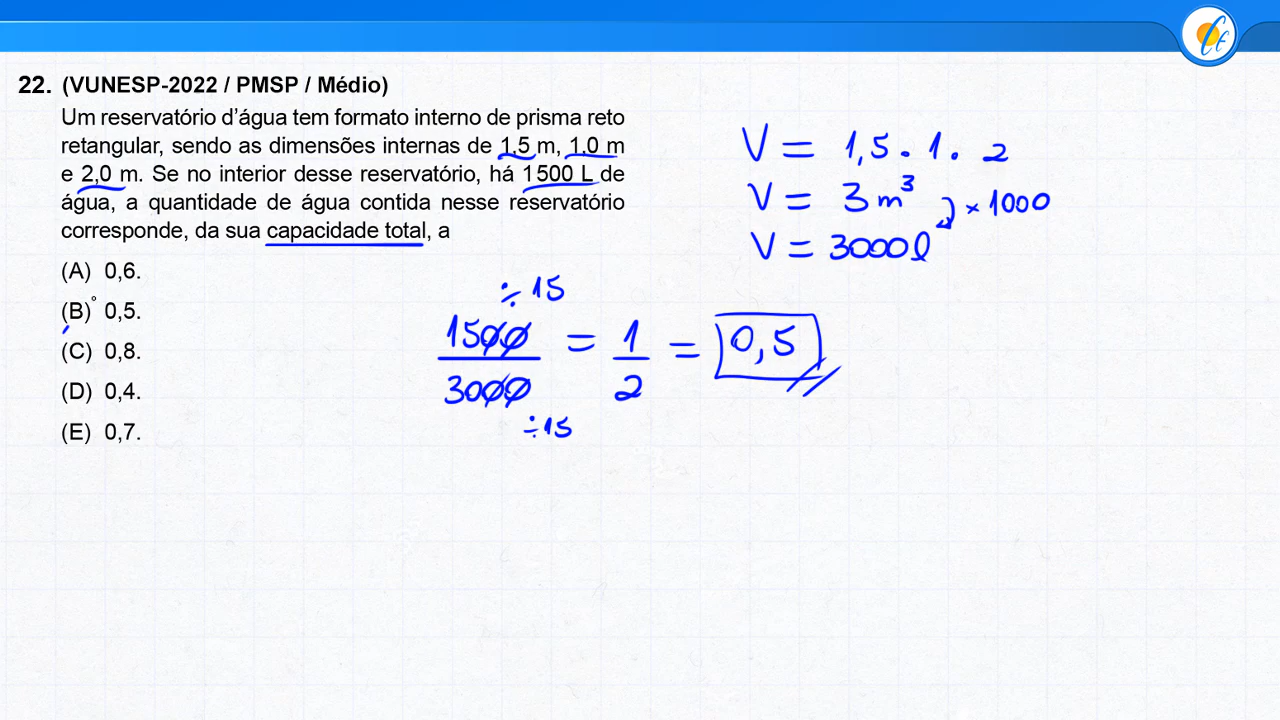 22. (VUNESP-2022 / PMSP / Médio)
Um reservatório d’água tem formato interno de prisma reto
retangular, sendo as dimensões internas de 1,5 m, 1,0 m
e 2,0 m. Se no interior desse reservatório, há 1 500 L de
água, a quantidade de água contida nesse reservatório
corresponde, da sua capacidade total, a
(A) 0,6.
(B) 0,5.
(C) 0,8.
(D) 0,4.
(E) 0,7.
V = 1,5 . 1 . 2
V = 3 m³
× 1000
V = 3000 l
÷ 15
1500/3000 = 1/2 = 0,5
÷ 15